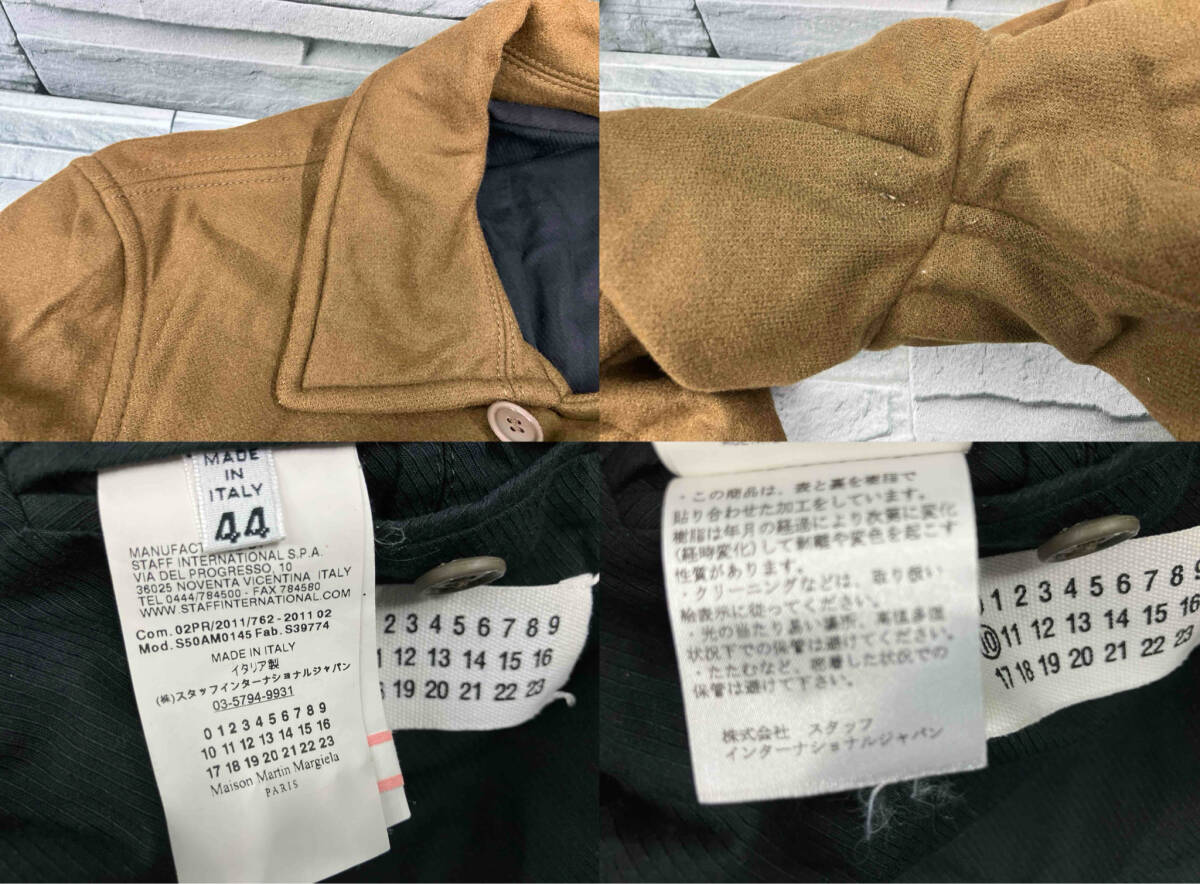 MADE
IN
ITALY
44
MANUFACT
STAFF INTERNATIONAL S.P.A.
VIA DEL PROGRESSO, 10
36025 NOVENTA VICENTINA ITALY
TEL 0444/784500 - FAX 784580
WWW.STAFFINTERNATIONAL.COM
Com. 02PR/2011/762 - 2011 02
Mod. S50AM0145 Fab. S39774
MADE IN ITALY
イタリア製
(株)スタッフインターナショナルジャパン
03-5794-9931
0 1 2 3 4 5 6 7 8 9
10 11 12 13 14 15 16
17 18 19 20 21 22 23
Maison Martin Margiela
PARIS
2 3 4 5 6 7 8 9
12 13 14 15 16
19 20 21 22 23
・この商品は、表と裏を樹脂で
貼り合わせた加工をしています。
樹脂は年月の経過により次第に変化
(経時変化)して剥離や変色を起こす
性質があります。
・クリーニングなどは、取り扱い
絵表示に従ってください。
・光の当たり易い場所、高温多湿
状況下での保管は避けてください。
・たたむなど、密着した状況での
保管は避けて下さい。
株式会社 スタッフ
インターナショナルジャパン
1 2 3 4 5 6 7 8 9
10 11 12 13 14 15 16
17 18 19 20 21 22 23